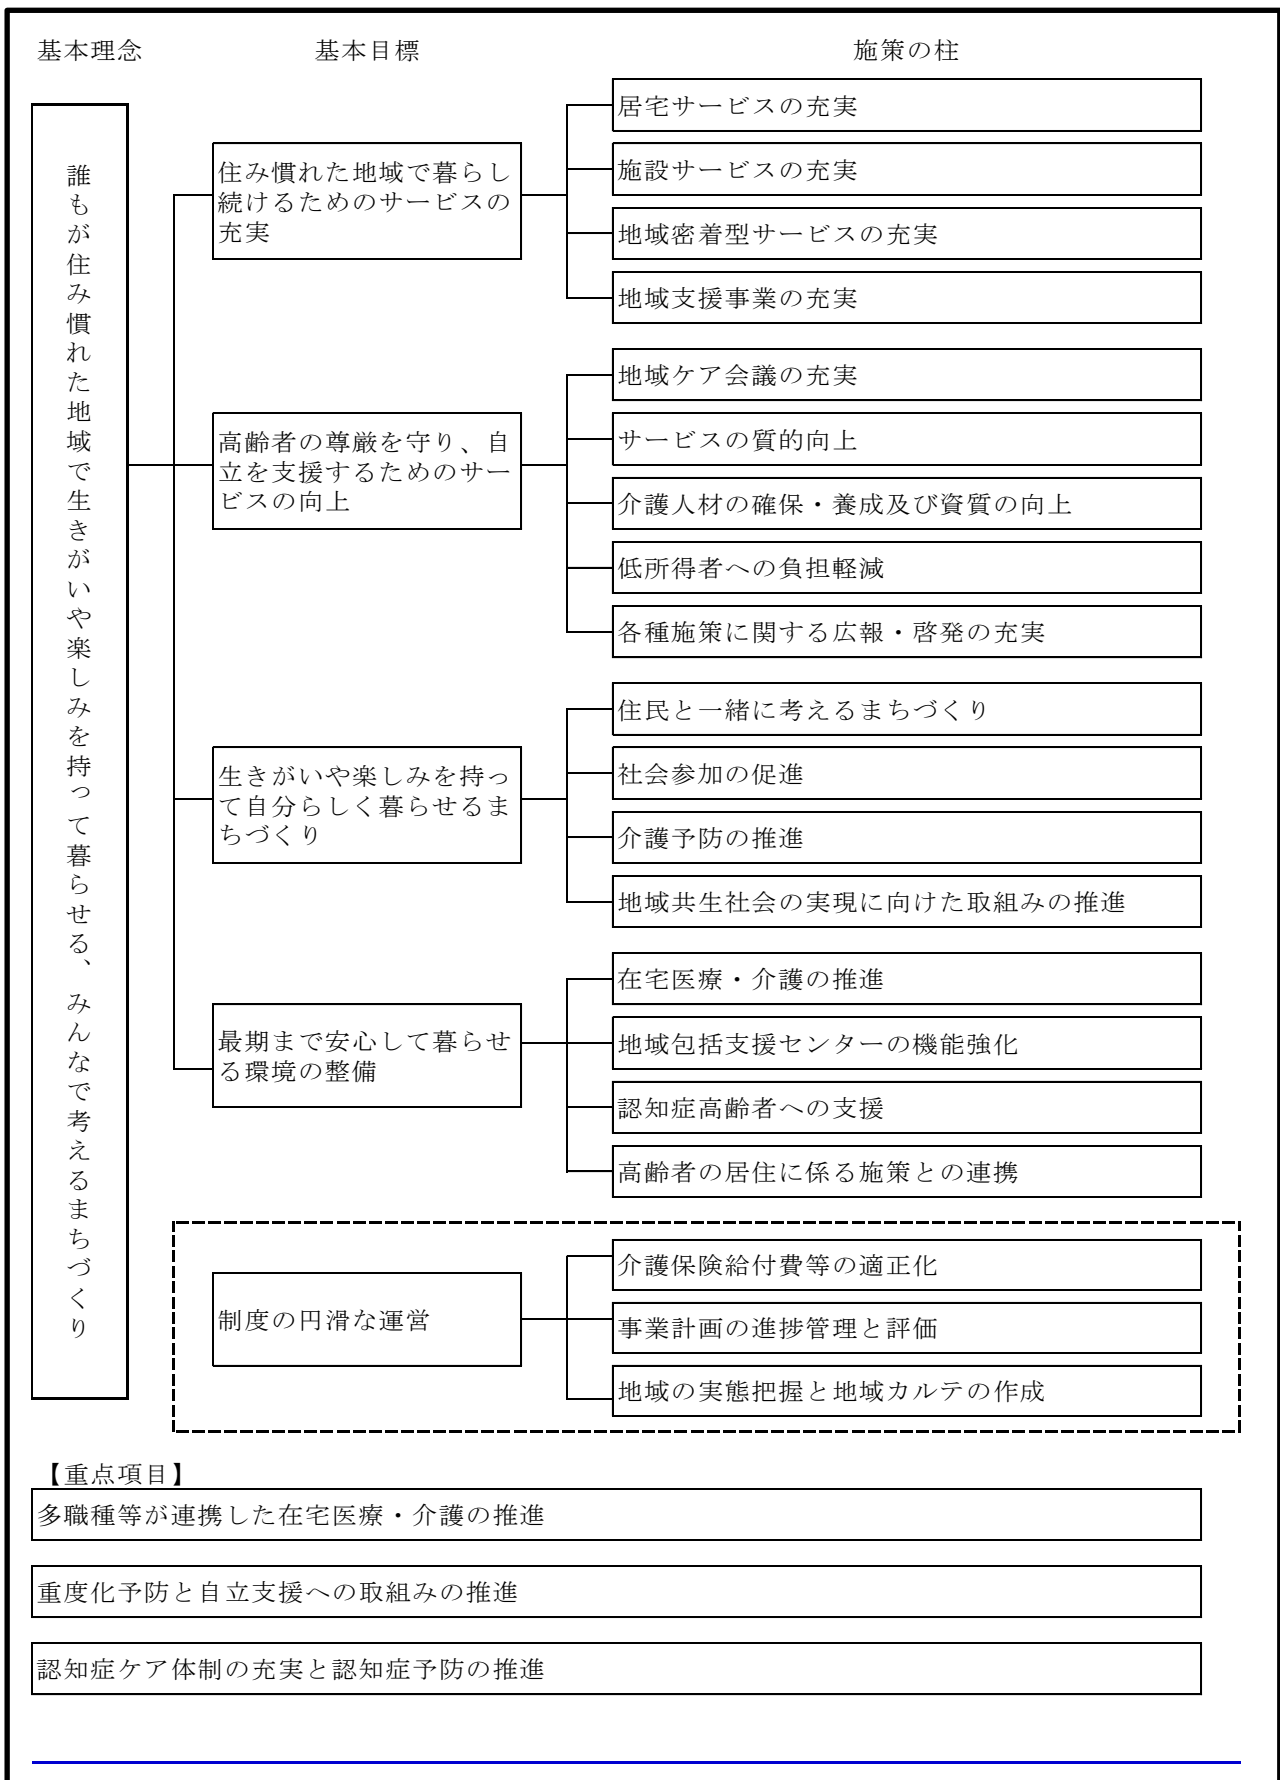 基本理念
基本目標
施策の柱
誰もが住み慣れた地域で生きがいや楽しみを持って暮らせる、みんなで考えるまちづくり
住み慣れた地域で暮らし
続けるためのサービスの
充実
居宅サービスの充実
施設サービスの充実
地域密着型サービスの充実
地域支援事業の充実
高齢者の尊厳を守り、自
立を支援するためのサー
ビスの向上
地域ケア会議の充実
サービスの質的向上
介護人材の確保・養成及び資質の向上
低所得者への負担軽減
各種施策に関する広報・啓発の充実
生きがいや楽しみを持っ
て自分らしく暮らせるま
ちづくり
住民と一緒に考えるまちづくり
社会参加の促進
介護予防の推進
地域共生社会の実現に向けた取組みの推進
最期まで安心して暮らせ
る環境の整備
在宅医療・介護の推進
地域包括支援センターの機能強化
認知症高齢者への支援
高齢者の居住に係る施策との連携
制度の円滑な運営
介護保険給付費等の適正化
事業計画の進捗管理と評価
地域の実態把握と地域カルテの作成
【重点項目】
多職種等が連携した在宅医療・介護の推進
重度化予防と自立支援への取組みの推進
認知症ケア体制の充実と認知症予防の推進